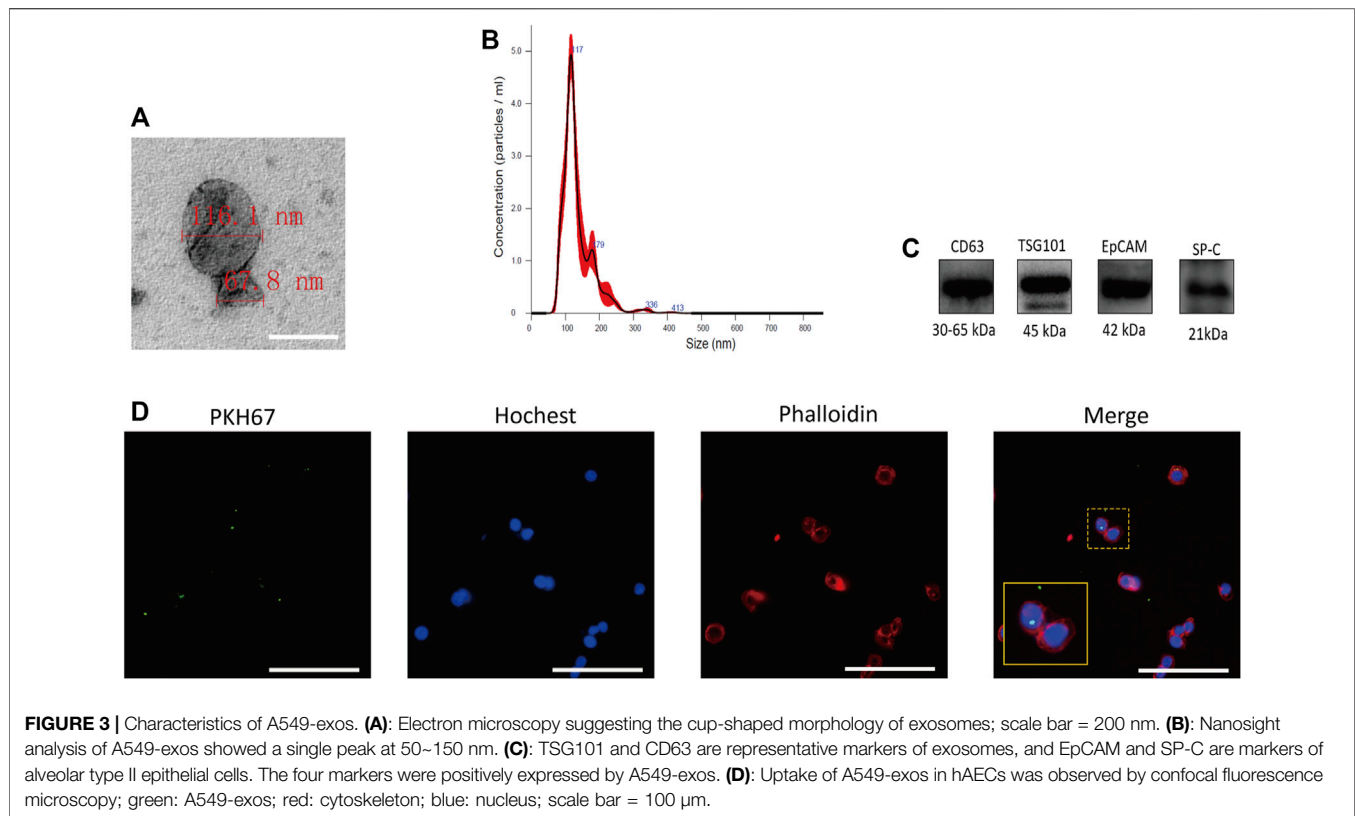 A
116.1 nm
67.8 nm
B
Concentration (particles / ml)
5.0
4.0
3.0
2.0
1.0
0
117
179
336
413
0 100 200 300 400 500 600 700 800
Size (nm)
C
CD63 TSG101 EpCAM SP-C
30-65 kDa 45 kDa 42 kDa 21kDa
D
PKH67 Hochest Phalloidin Merge
FIGURE 3 | Characteristics of A549-exos. (A): Electron microscopy suggesting the cup-shaped morphology of exosomes; scale bar = 200 nm. (B): Nanosight
analysis of A549-exos showed a single peak at 50~150 nm. (C): TSG101 and CD63 are representative markers of exosomes, and EpCAM and SP-C are markers of
alveolar type II epithelial cells. The four markers were positively expressed by A549-exos. (D): Uptake of A549-exos in hAECs was observed by confocal fluorescence
microscopy; green: A549-exos; red: cytoskeleton; blue: nucleus; scale bar = 100 μm.